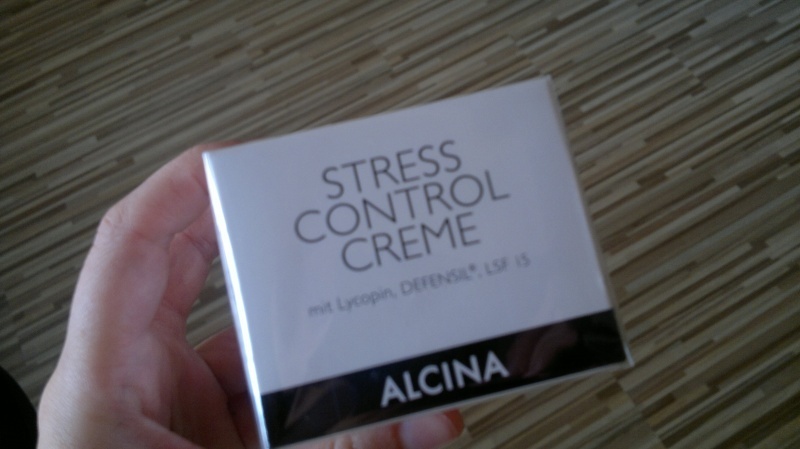 STRESS
CONTROL
CREME
mit Lycopin, DEFENSIL®, LSF 15
ALCINA